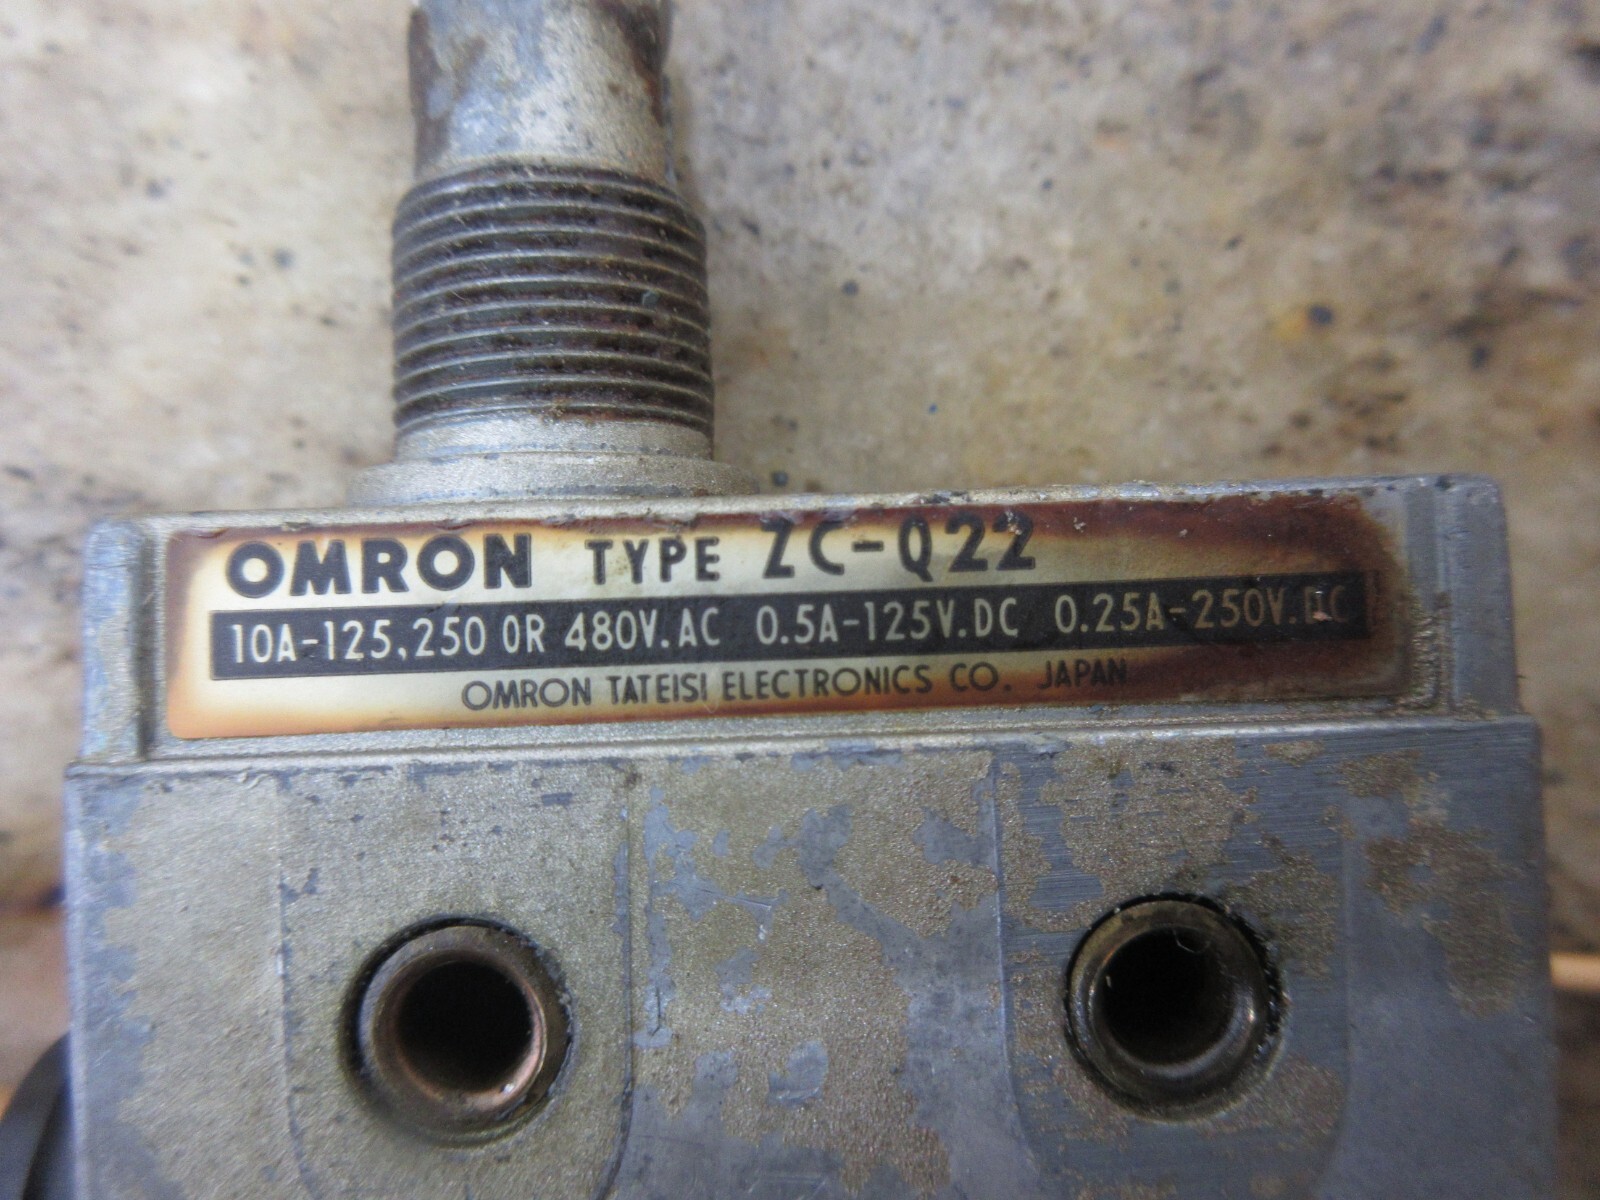 OMRON TYPE ZC-Q22
10A-125,250 OR 480V.AC 0.5A-125V.DC 0.25A-250V.DC
OMRON TATEISI ELECTRONICS CO. JAPAN